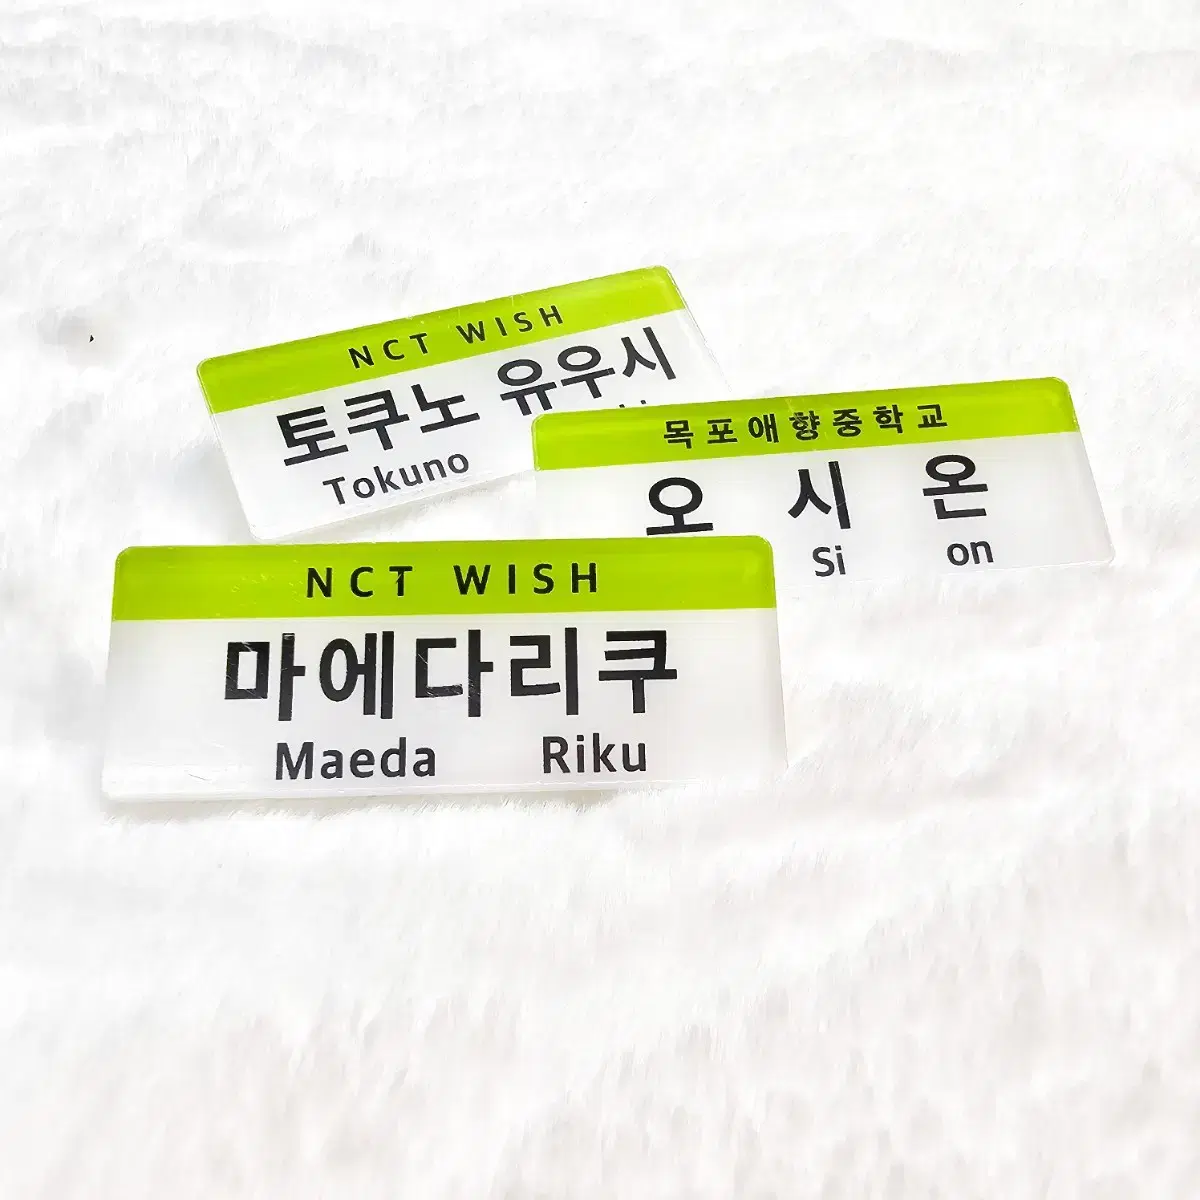 NCT WISH
토쿠노 유우시
Tokuno
목포애향중학교
오 시 온
Si on
NCT WISH
마에다리쿠
Maeda Riku